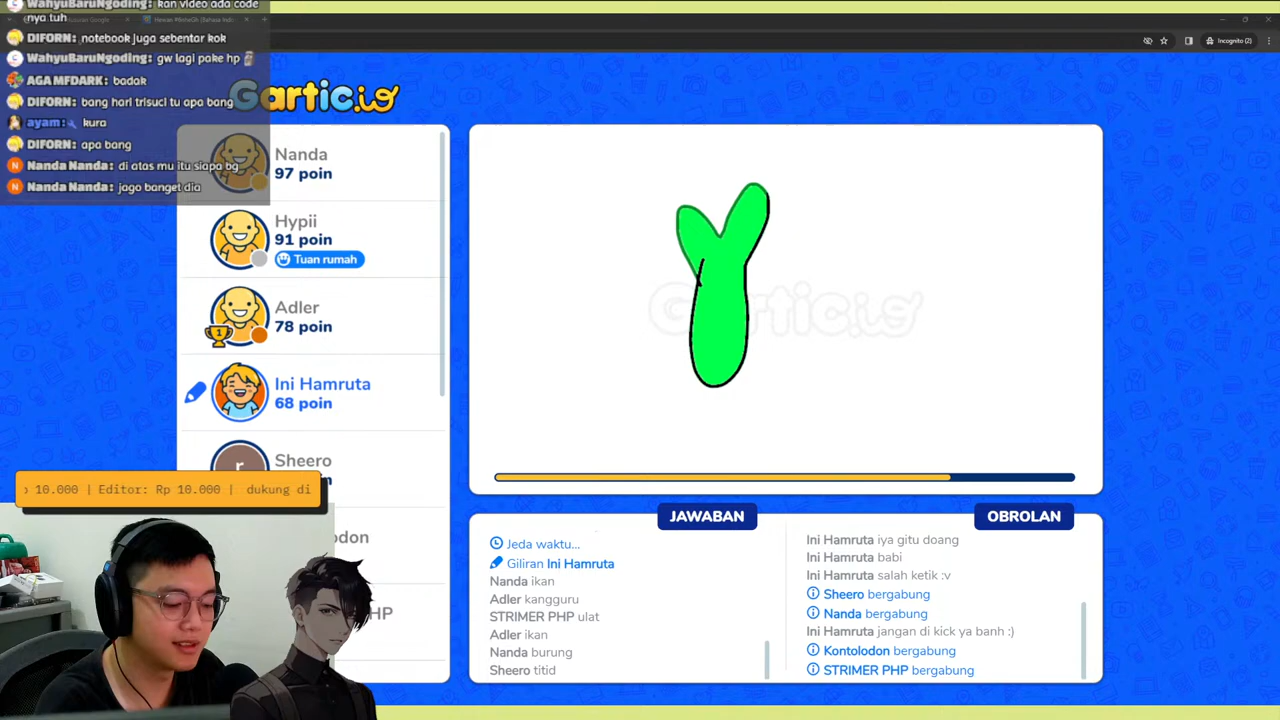 WahyuBaruNgoding: kan video ada code
nya tuh
DIFORN: notebook juga sebentar kok
WahyuBaruNgoding: gw lagi pake hp
AGA MFDARK: badak
DIFORN: bang hari trisuci tu apa bang
ayam: kura
DIFORN: apa bang
Nanda Nanda: di atas mu itu siapa bg
Nanda Nanda: jago banget dia
Incognito (2)
Gartic.io
Nanda
97 poin
Hypii
91 poin
Tuan rumah
1
Adler
78 poin
Ini Hamruta
68 poin
r
Sheero
10.000 | Editor: Rp 10.000 | dukung di
don
HP
Gartic.io
JAWABAN
Jeda waktu...
Giliran Ini Hamruta
Nanda ikan
Adler kangguru
STRIMER PHP ulat
Adler ikan
Nanda burung
Sheero titid
OBROLAN
Ini Hamruta iya gitu doang
Ini Hamruta babi
Ini Hamruta salah ketik :v
Sheero bergabung
Nanda bergabung
Ini Hamruta jangan di kick ya banh :)
Kontolodon bergabung
STRIMER PHP bergabung